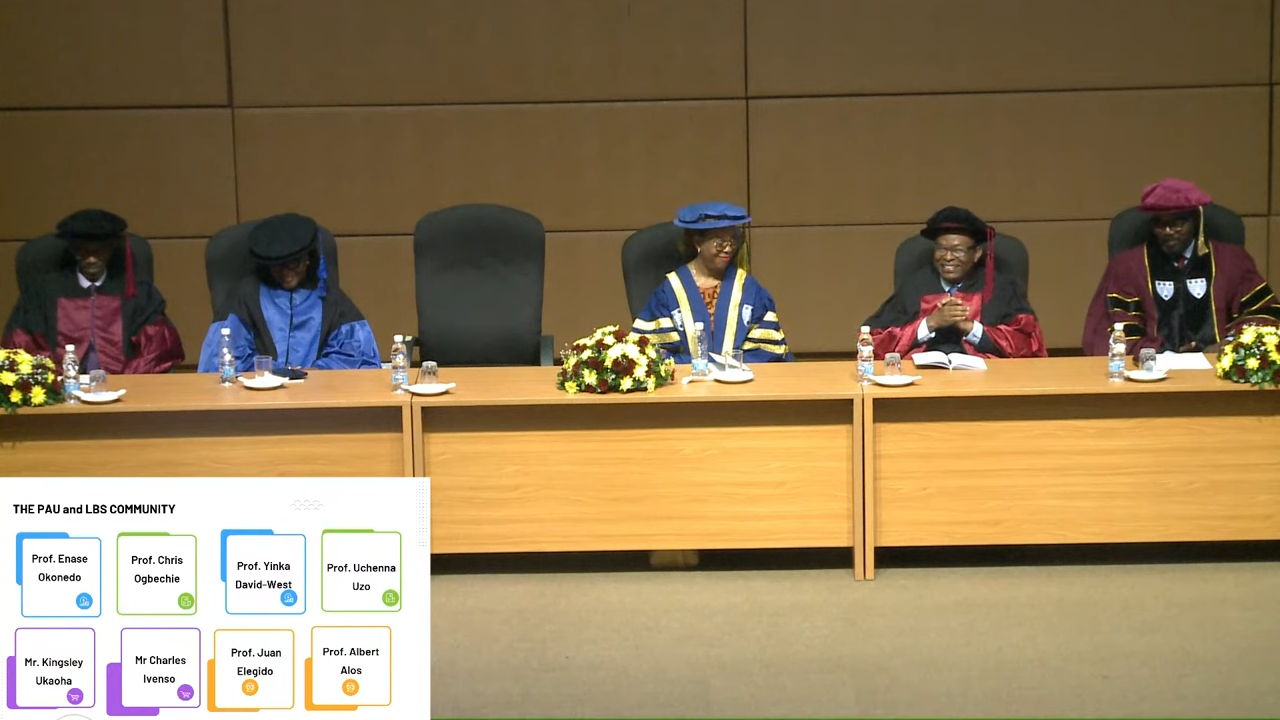 THE PAU and LBS COMMUNITY
Prof. Enase
Okonedo
Prof. Chris
Ogbechie
Prof. Yinka
David-West
Prof. Uchenna
Uzo
Mr. Kingsley
Ukaoha
Mr Charles
Ivenso
Prof. Juan
Elegido
Prof. Albert
Alos